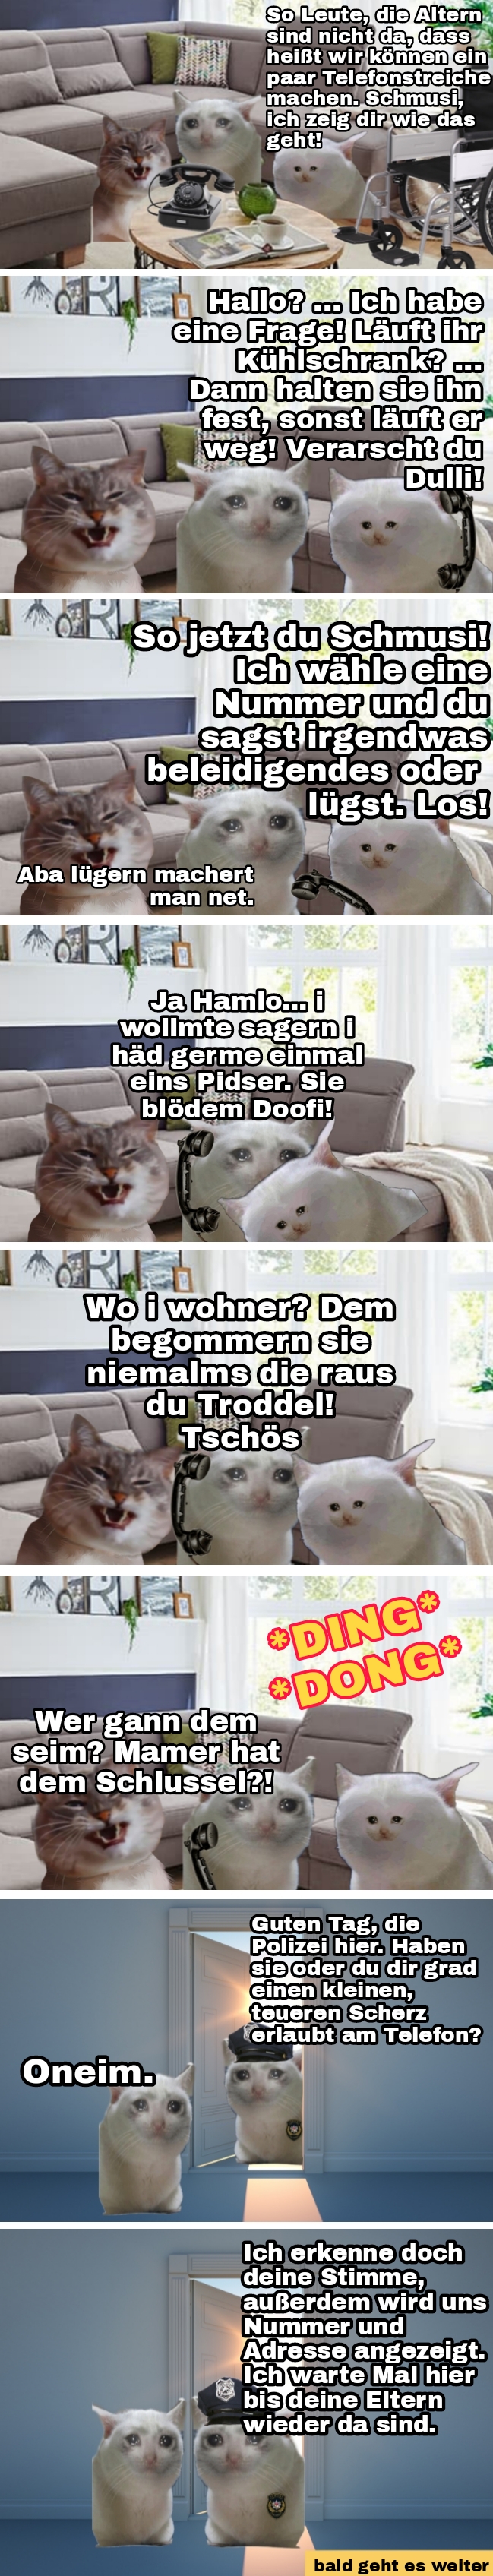 So Leute, die Altern
sind nicht da, dass
heißt wir können ein
paar Telefonstreiche
machen. Schmusi,
ich zeig dir wie das
geht!
Hallo? ... Ich habe
eine Frage! Läuft ihr
Kühlschrank? ...
Dann halten sie ihn
fest, sonst läuft er
weg! Verarscht du
Dulli!
So jetzt du Schmusi!
Ich wähle eine
Nummer und du
sagst irgendwas
beleidigendes oder
lügst. Los!
Aba lügern machert
man net.
Ja Hamlo... i
wollmte sagern i
häd germe einmal
eins Pidser. Sie
blödem Doofi!
Wo i wohner? Dem
begommern sie
niemalms die raus
du Troddel!
Tschös
*DING*
*DONG*
Wer gann dem
seim? Mamer hat
dem Schlussel?!
Guten Tag, die
Polizei hier. Haben
sie oder du dir grad
einen kleinen,
teueren Scherz
erlaubt am Telefon?
Oneim.
Ich erkenne doch
deine Stimme,
außerdem wird uns
Nummer und
Adresse angezeigt.
Ich warte Mal hier
bis deine Eltern
wieder da sind.
bald geht es weiter